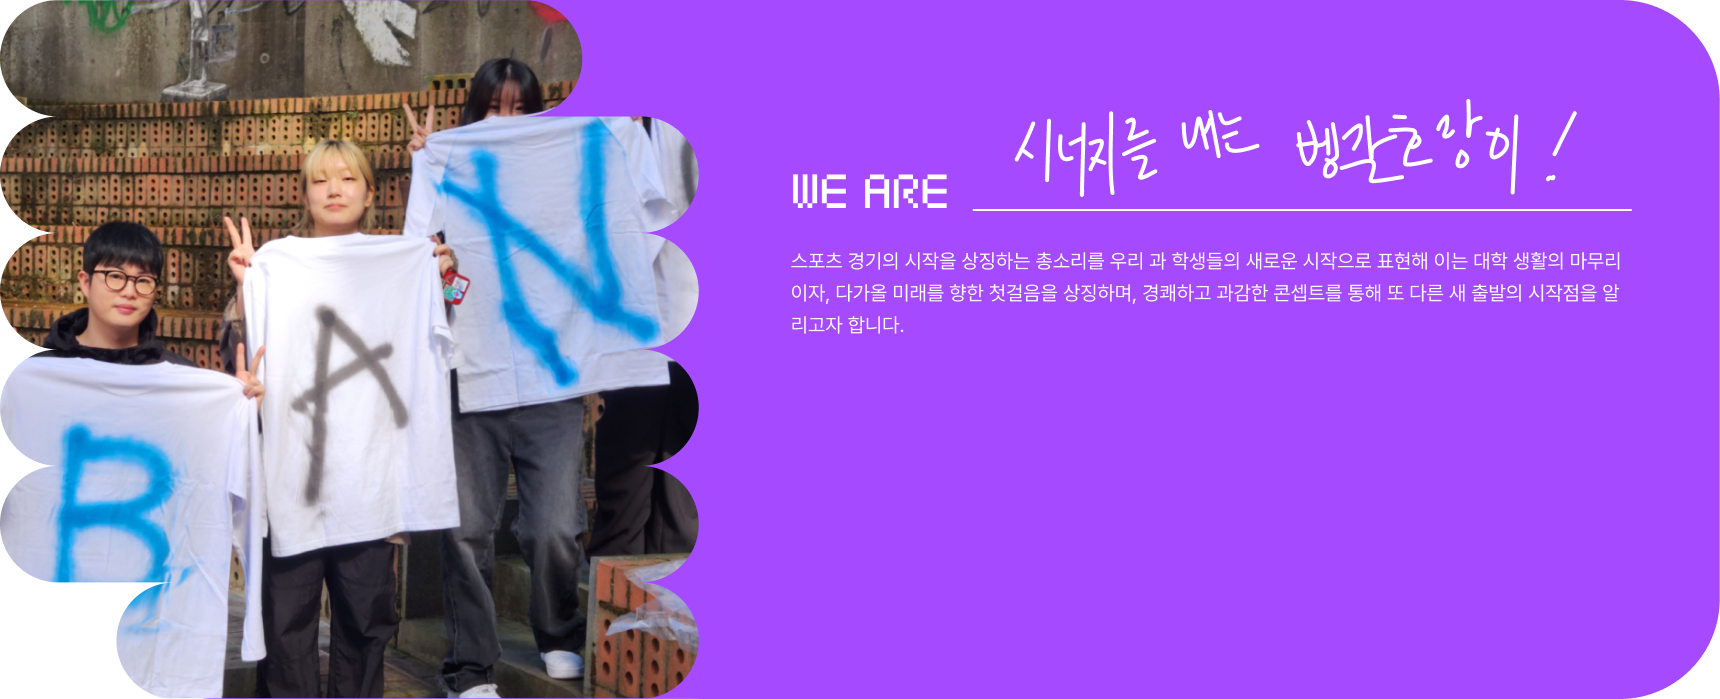 B
A
N
WE ARE 시너지를 내는 뺑갈호랑이!
스포츠 경기의 시작을 상징하는 총소리를 우리 과 학생들의 새로운 시작으로 표현해 이는 대학 생활의 마무리
이자, 다가올 미래를 향한 첫걸음을 상징하며, 경쾌하고 과감한 콘셉트를 통해 또 다른 새 출발의 시작점을 알
리고자 합니다.